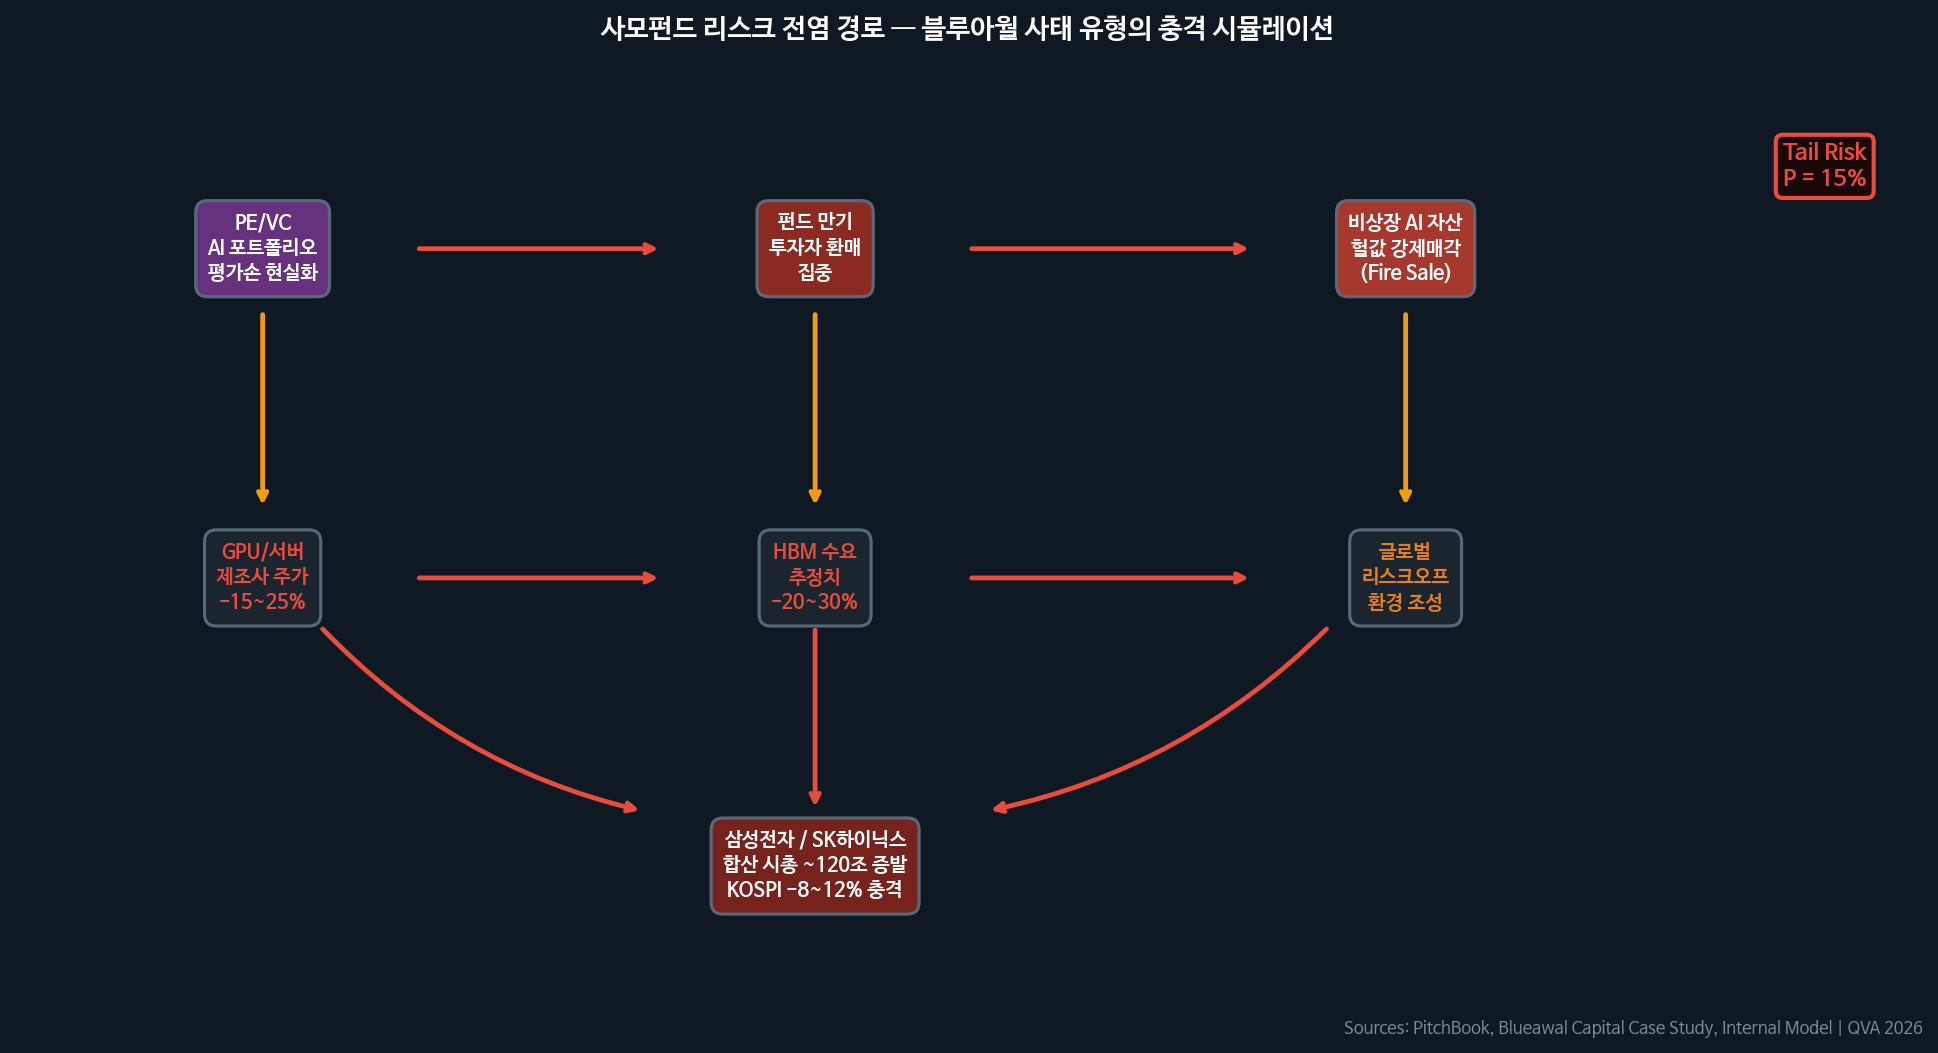 사모펀드 리스크 전염 경로 — 블루아월 사태 유형의 충격 시뮬레이션
Tail Risk
P = 15%
PE/VC
AI 포트폴리오
평가손 현실화
펀드 만기
투자자 환매
집중
비상장 AI 자산
헐값 강제매각
(Fire Sale)
GPU/서버
제조사 주가
-15~25%
HBM 수요
추정치
-20~30%
글로벌
리스크오프
환경 조성
삼성전자 / SK하이닉스
합산 시총 ~120조 증발
KOSPI -8~12% 충격
Sources: PitchBook, Blueawal Capital Case Study, Internal Model | QVA 2026